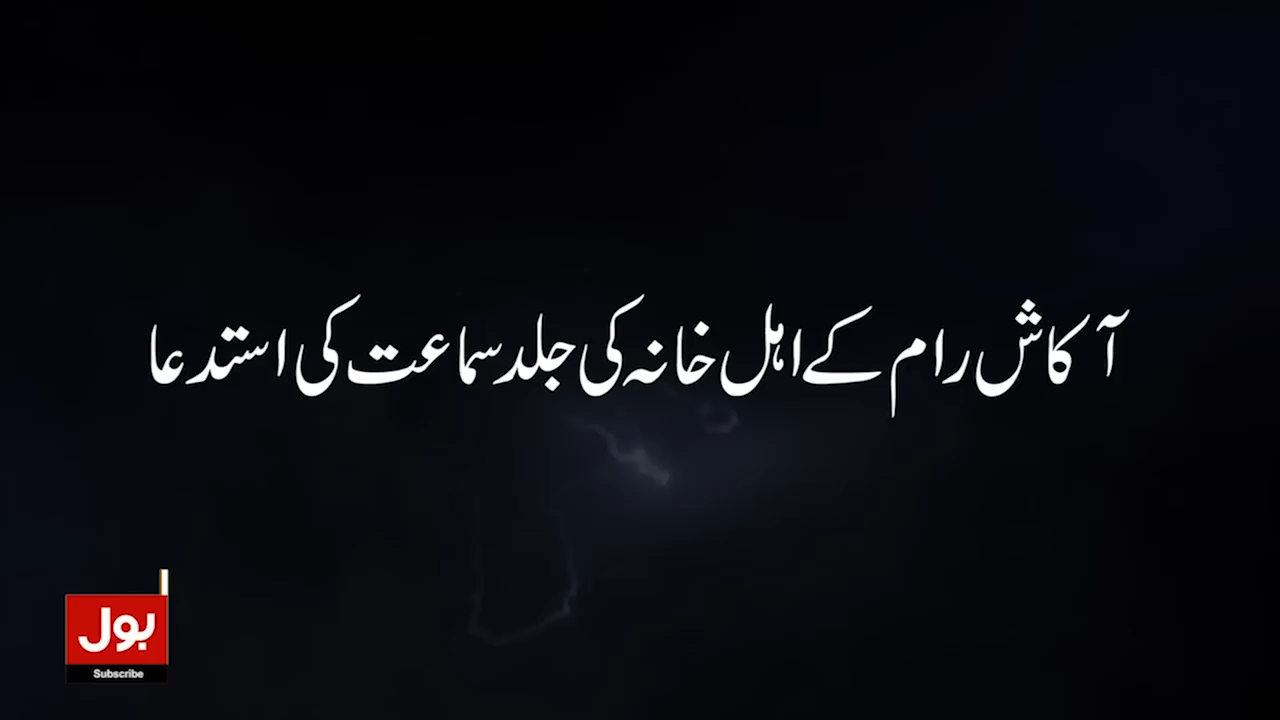 آکاش رام کے اہل خانہ کی جلد سماعت کی استدعا
بول
Subscribe